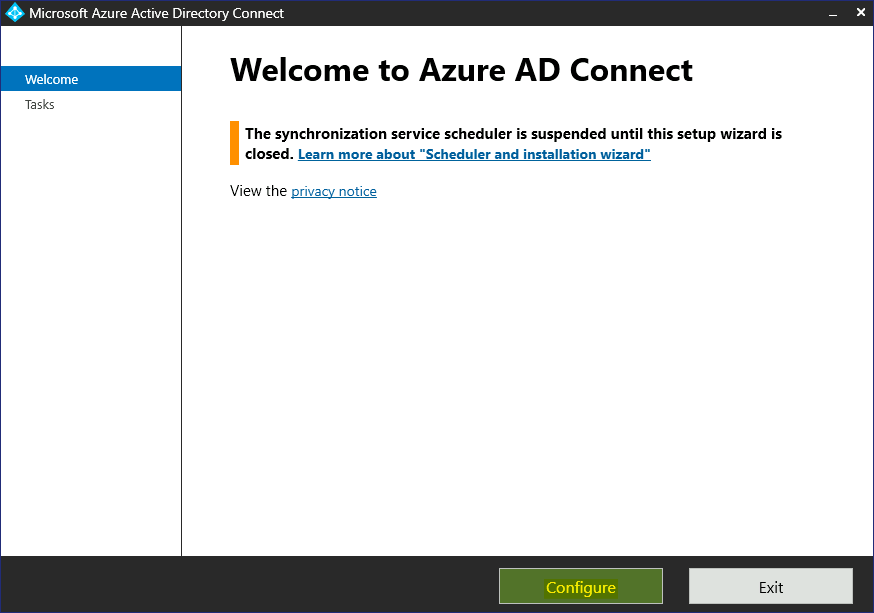 Microsoft Azure Active Directory Connect
Welcome
Tasks
Welcome to Azure AD Connect
The synchronization service scheduler is suspended until this setup wizard is
closed. Learn more about "Scheduler and installation wizard"
View the privacy notice
Configure
Exit